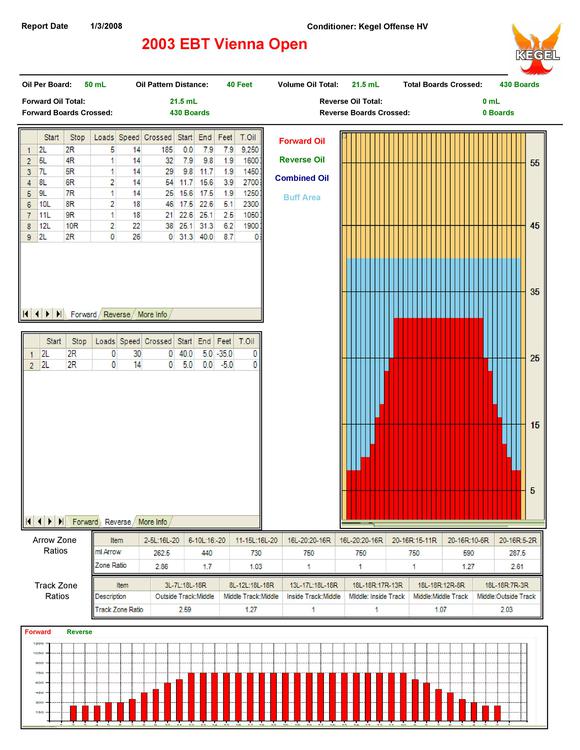 Report Date 1/3/2008 Conditioner: Kegel Offense HV
2003 EBT Vienna Open
KEGEL
Oil Per Board: 50 mL Oil Pattern Distance: 40 Feet Volume Oil Total: 21.5 mL Total Boards Crossed: 430 Boards
Forward Oil Total: 21.5 mL Reverse Oil Total: 0 mL
Forward Boards Crossed: 430 Boards Reverse Boards Crossed: 0 Boards
Start Stop Loads Speed Crossed Start End Feet T.Oil
1 2L 2R 5 14 185 0.0 7.9 7.9 9,250
2 5L 4R 1 14 32 7.9 9.8 1.9 1600
3 7L 5R 1 14 29 9.8 11.7 1.9 1450
4 8L 6R 2 14 54 11.7 15.6 3.9 2700
5 9L 7R 1 14 25 15.6 17.5 1.9 1250
6 10L 8R 2 18 46 17.5 22.6 5.1 2300
7 11L 9R 1 18 21 22.6 25.1 2.5 1050
8 12L 10R 2 22 38 25.1 31.3 6.2 1900
9 2L 2R 0 26 0 31.3 40.0 8.7 0
Forward Reverse More Info
Forward Oil
Reverse Oil
Combined Oil
Buff Area
55
45
35
25
15
5
Start Stop Loads Speed Crossed Start End Feet T.Oil
1 2L 2R 0 30 0 40.0 5.0 -35.0 0
2 2L 2R 0 14 0 5.0 0.0 -5.0 0
Forward Reverse More Info
Arrow Zone Ratios
Item 2-5L:16L-20 6-10L:16-20 11-15L:16L-20 16L-20:20-16R 16L-20:20-16R 20-16R:15-11R 20-16R:10-6R 20-16R:5-2R
ml Arrow 262.5 440 730 750 750 750 590 287.5
Zone Ratio 2.86 1.7 1.03 1 1 1 1.27 2.61
Track Zone Ratios
Item 3L-7L:18L-18R 8L-12L:18L-18R 13L-17L:18L-18R 18L-18R:17R-13R 18L-18R:12R-8R 18L-18R:7R-3R
Description Outside Track:Middle Middle Track:Middle Inside Track:Middle Middle: Inside Track Middle:Middle Track Middle:Outside Track
Track Zone Ratio 2.59 1.27 1 1 1.07 2.03
Forward Reverse